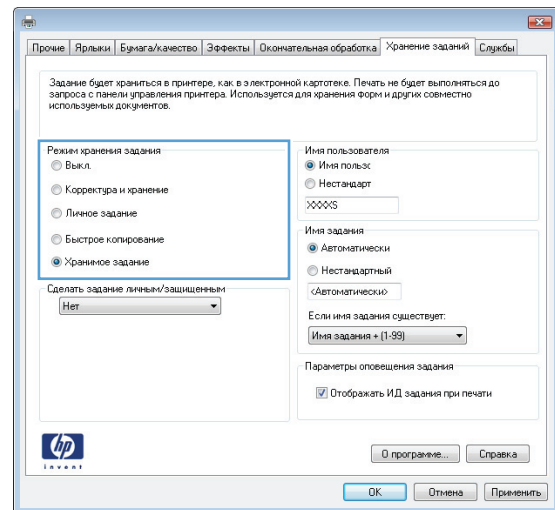 Прочие Ярлыки Бумага/качество Эффекты Окончательная обработка Хранение заданий Службы
Задание будет храниться в принтере, как в электронной картотеке. Печать не будет выполняться до
запроса с панели управления принтера. Используется для хранения форм и других совместно
используемых документов.
Режим хранения задания
Выкл.
Корректура и хранение
Личное задание
Быстрое копирование
Хранимое задание
Сделать задание личным/защищенным
Нет
Имя пользователя
Имя польз
Нестандарт
XXXXS
Имя задания
Автоматически
Нестандартный
<Автоматически>
Если имя задания существует:
Имя задания + (1-99)
Параметры оповещения задания
Отображать ИД задания при печати
hp
invent
О программе... Справка
OK Отмена Применить